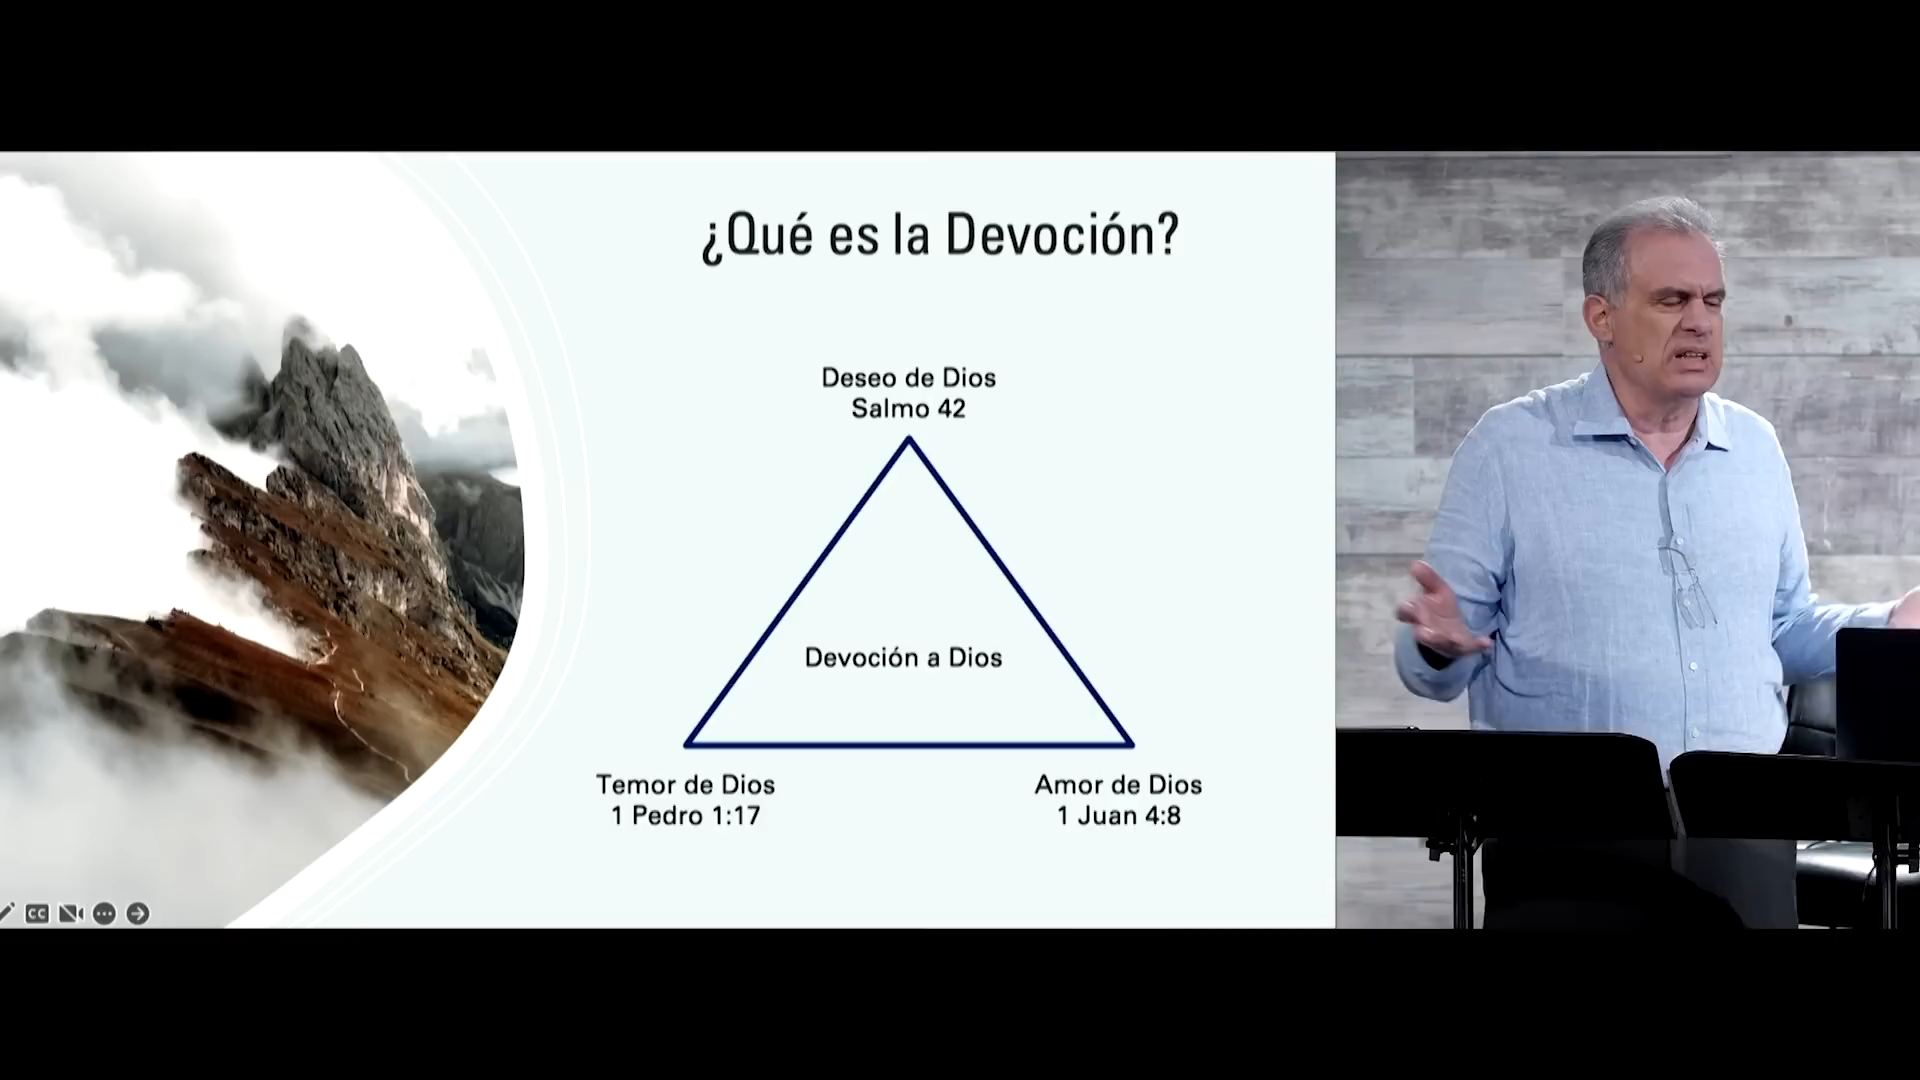 ¿Qué es la Devoción?
Deseo de Dios
Salmo 42
Devoción a Dios
Temor de Dios
1 Pedro 1:17
Amor de Dios
1 Juan 4:8
CC